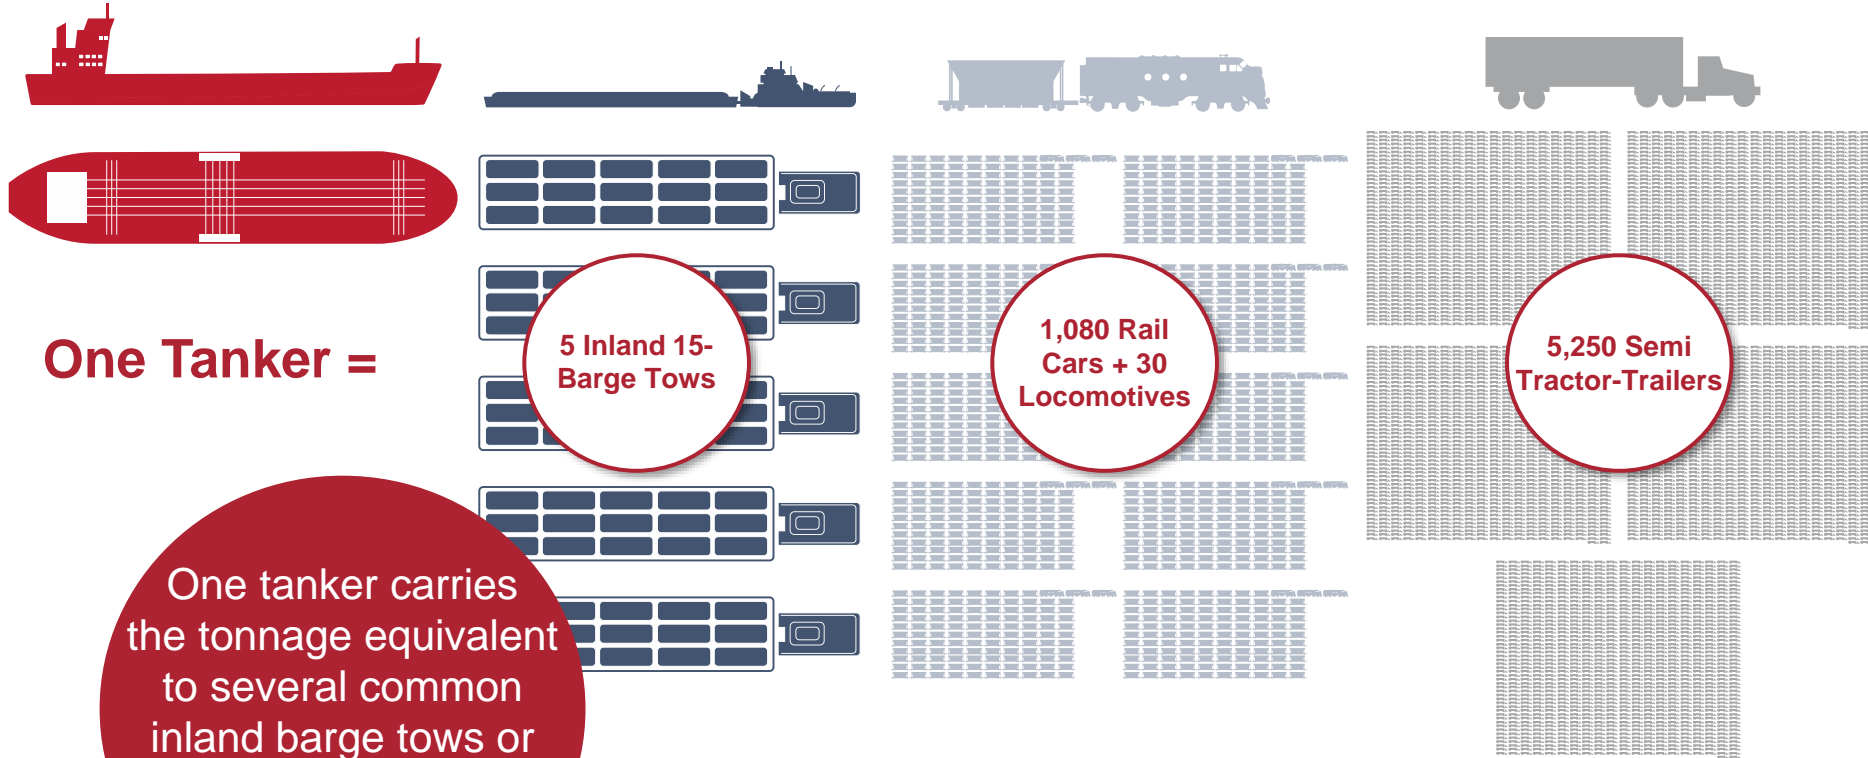 One Tanker =
5 Inland 15-
Barge Tows
1,080 Rail
Cars + 30
Locomotives
5,250 Semi
Tractor-Trailers
One tanker carries
the tonnage equivalent
to several common
inland barge tows or